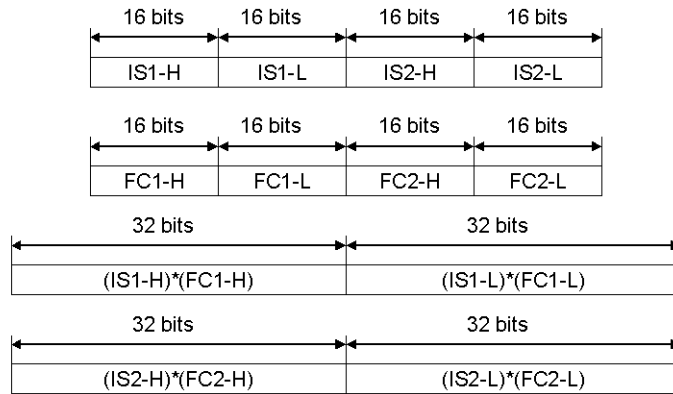 16 bits 16 bits 16 bits 16 bits
IS1-H IS1-L IS2-H IS2-L
16 bits 16 bits 16 bits 16 bits
FC1-H FC1-L FC2-H FC2-L
32 bits 32 bits
(IS1-H)*(FC1-H) (IS1-L)*(FC1-L)
32 bits 32 bits
(IS2-H)*(FC2-H) (IS2-L)*(FC2-L)